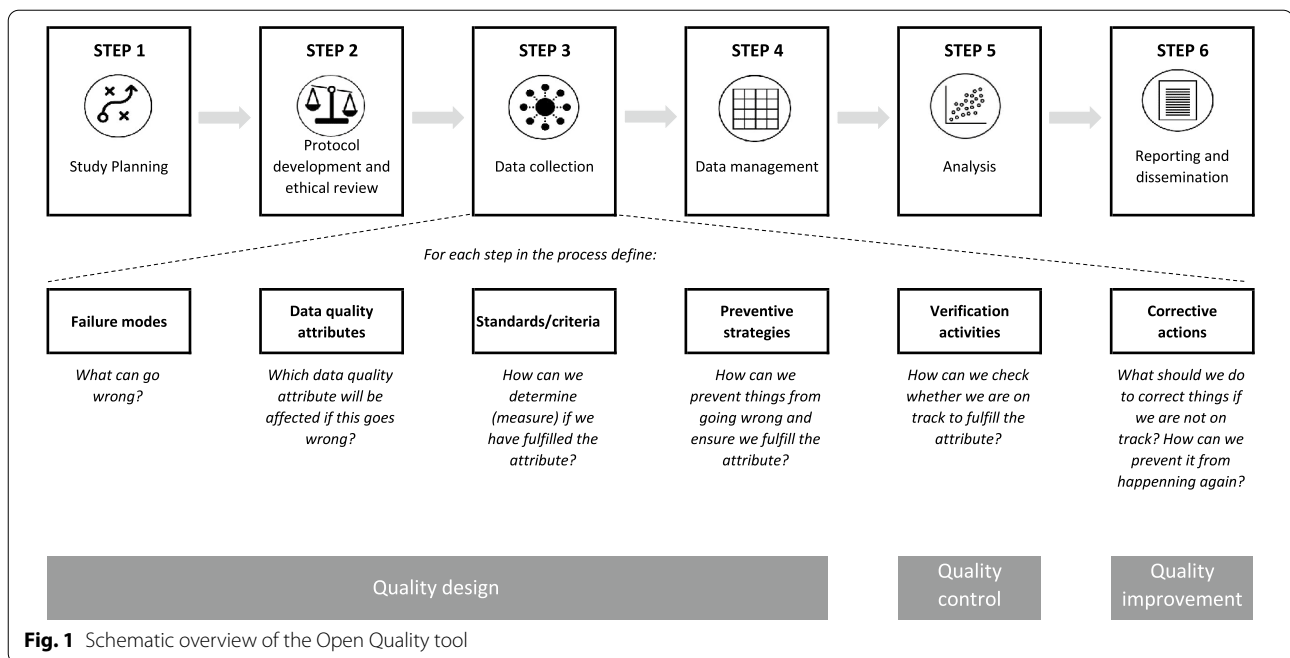 STEP 1
Study Planning
STEP 2
Protocol
development and
ethical review
STEP 3
Data collection
STEP 4
Data management
STEP 5
Analysis
STEP 6
Reporting and
dissemination
For each step in the process define:
Failure modes
What can go
wrong?
Data quality
attributes
Which data quality
attribute will be
affected if this goes
wrong?
Standards/criteria
How can we
determine
(measure) if we
have fulfilled the
attribute?
Preventive
strategies
How can we
prevent things from
going wrong and
ensure we fulfill the
attribute?
Verification
activities
How can we check
whether we are on
track to fulfill the
attribute?
Corrective
actions
What should we do
to correct things if
we are not on
track? How can we
prevent it from
happenning again?
Quality design
Quality
control
Quality
improvement
Fig. 1 Schematic overview of the Open Quality tool